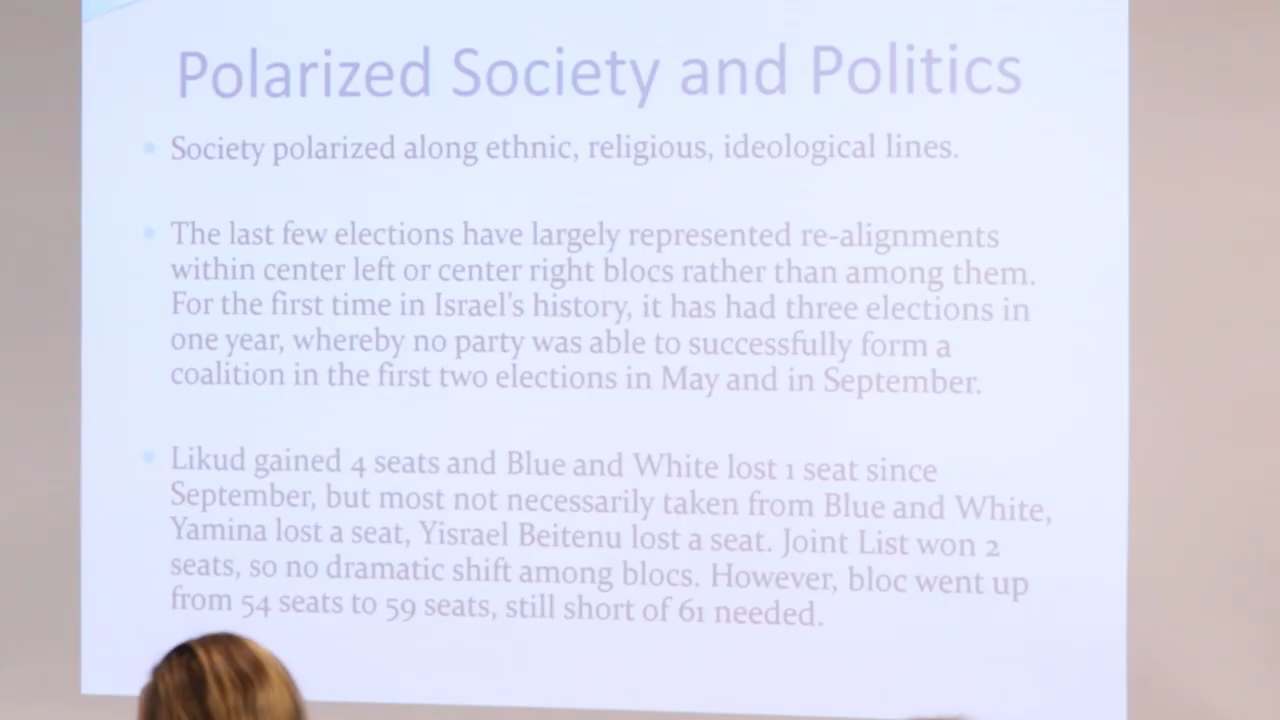 Polarized Society and Politics
• Society polarized along ethnic, religious, ideological lines.
• The last few elections have largely represented re-alignments
within center left or center right blocs rather than among them.
For the first time in Israel's history, it has had three elections in
one year, whereby no party was able to successfully form a
coalition in the first two elections in May and in September.
• Likud gained 4 seats and Blue and White lost 1 seat since
September, but most not necessarily taken from Blue and White,
Yamina lost a seat, Yisrael Beitenu lost a seat. Joint List won 2
seats, so no dramatic shift among blocs. However, bloc went up
from 54 seats to 59 seats, still short of 61 needed.